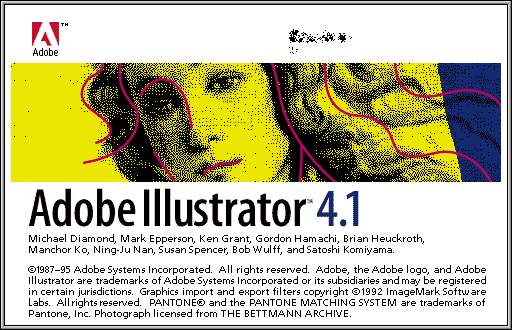 Adobe™
Adobe Illustrator™ 4.1
Michael Diamond, Mark Epperson, Ken Grant, Gordon Hamachi, Brian Heuckroth,
Manchor Ko, Ning-Ju Nan, Susan Spencer, Bob Wulff, and Satoshi Komiyama.
©1987–95 Adobe Systems Incorporated.  All rights reserved.  Adobe, the Adobe logo, and Adobe
Illustrator are trademarks of Adobe Systems Incorporated or its subsidiaries and may be registered
in certain jurisdictions.  Graphics import and export filters copyright ©1992 ImageMark Software
Labs.  All rights reserved.  PANTONE® and the PANTONE MATCHING SYSTEM are trademarks of
Pantone, Inc. Photograph licensed from THE BETTMANN ARCHIVE.